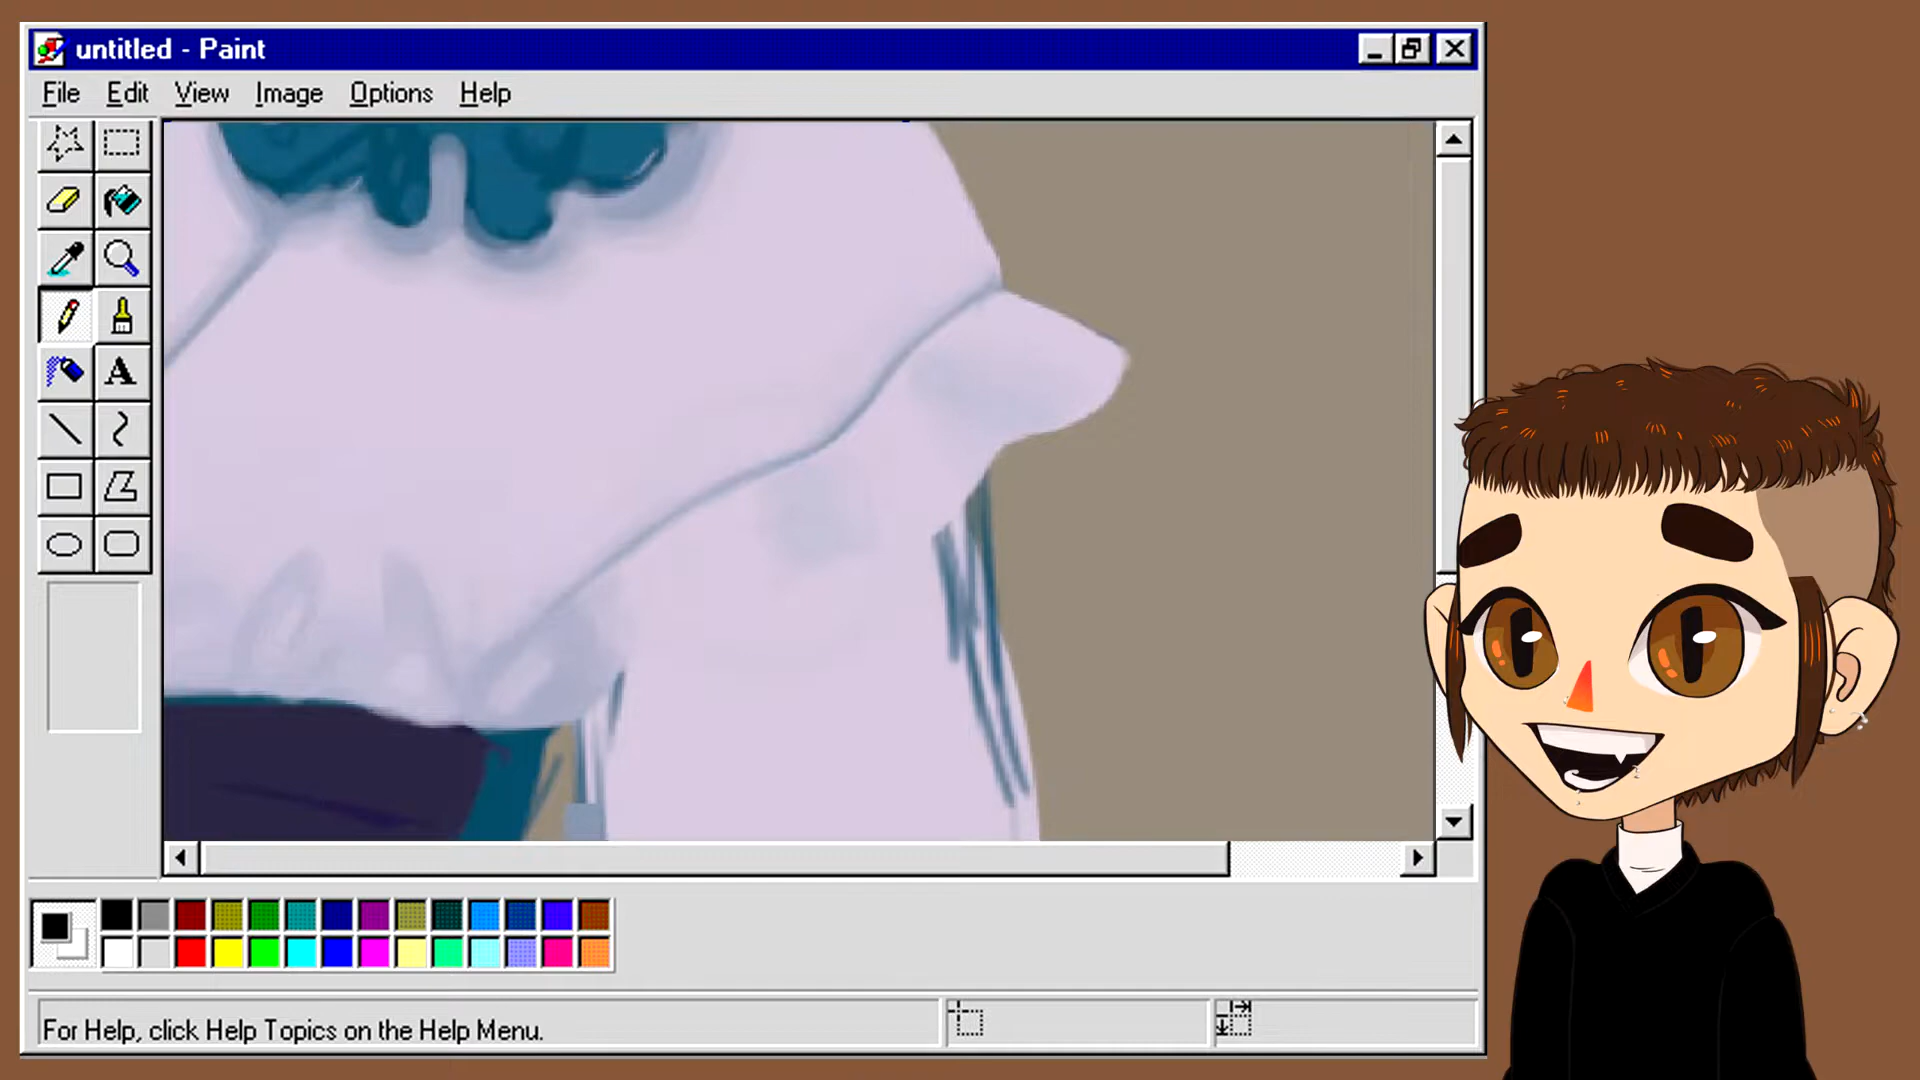 untitled - Paint
File Edit View Image Options Help
A
For Help, click Help Topics on the Help Menu.